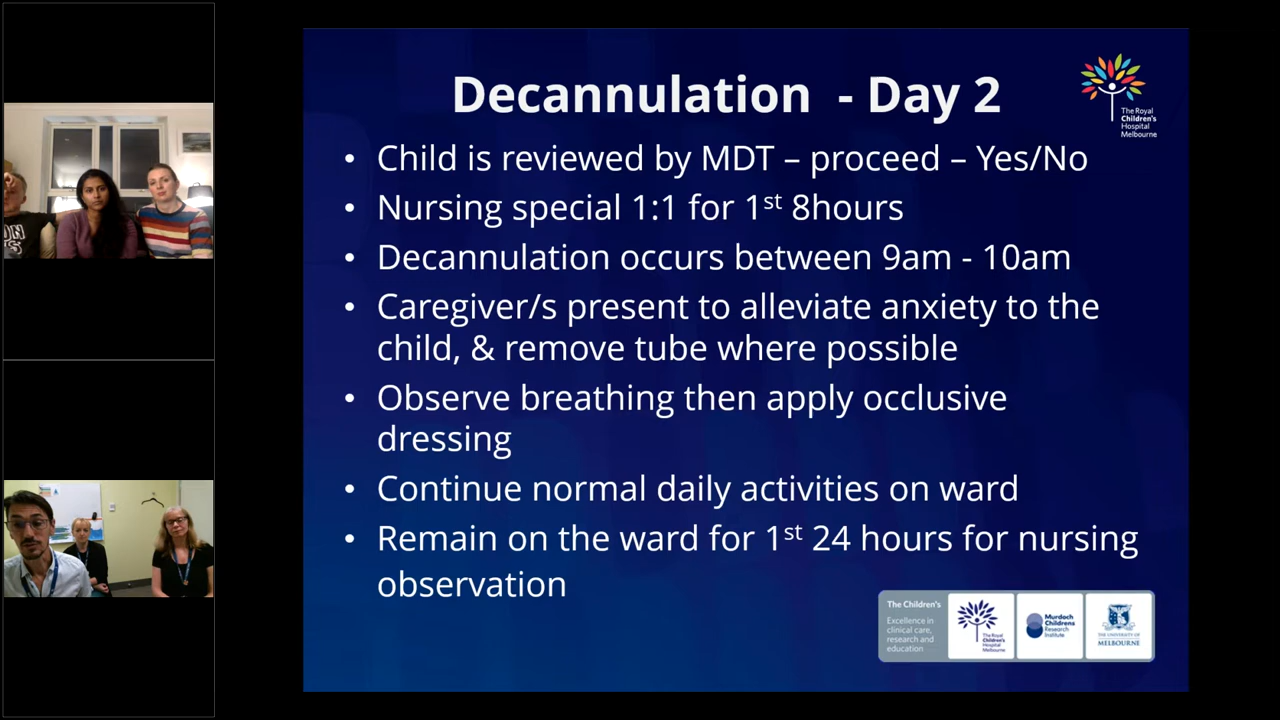 Decannulation - Day 2
The Royal
Children's
Hospital
Melbourne
• Child is reviewed by MDT – proceed – Yes/No
• Nursing special 1:1 for 1st 8hours
• Decannulation occurs between 9am - 10am
• Caregiver/s present to alleviate anxiety to the
child, & remove tube where possible
• Observe breathing then apply occlusive
dressing
• Continue normal daily activities on ward
• Remain on the ward for 1st 24 hours for nursing
observation
The Children's
Excellence in
clinical care,
research and
education
The Royal
Children's
Hospital
Melbourne
Murdoch
Childrens
Research
Institute
THE UNIVERSITY OF
MELBOURNE